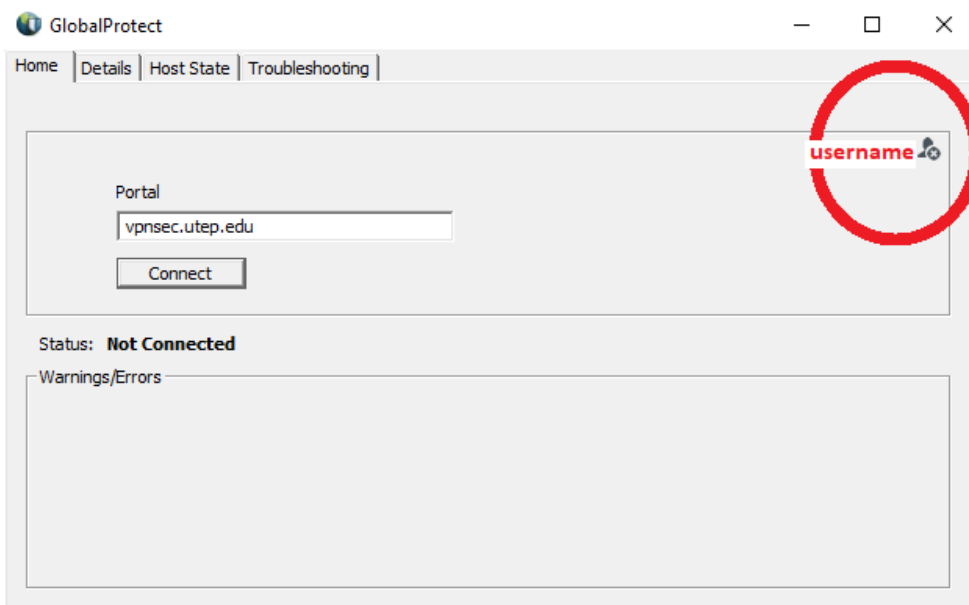 GlobalProtect
Home Details Host State Troubleshooting
username
Portal
vpnsec.utep.edu
Connect
Status: Not Connected
Warnings/Errors